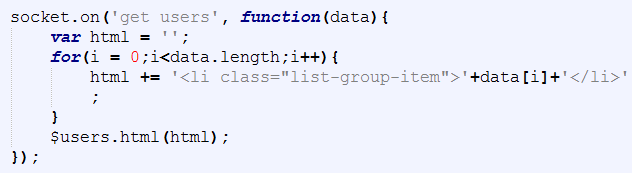 socket.on('get users', function(data){
    var html = '';
    for(i = 0;i<data.length;i++){
        html += '<li class="list-group-item">'+data[i]+'</li>'
        ;
    }
    $users.html(html);
});